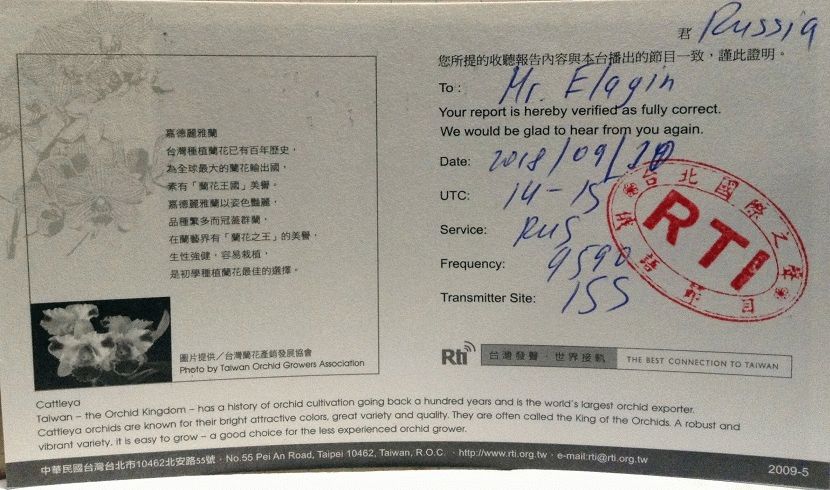 嘉德麗雅蘭
台灣種植蘭花已有百年歷史，
為全球最大的蘭花輸出國，
素有「蘭花王國」美譽。
嘉德麗雅蘭以姿色豔麗，
品種繁多而冠蓋群蘭，
在蘭藝界有「蘭花之王」的美譽，
生性強健，容易栽植，
是初學種植蘭花最佳的選擇。
圖片提供／台灣蘭花產銷發展協會
Photo by Taiwan Orchid Growers Association
君 Russia
您所提的收聽報告內容與本台播出的節目一致，謹此證明。
To : Mr. Elagin
Your report is hereby verified as fully correct.
We would be glad to hear from you again.
Date: 2018/09/20
UTC: 14-15
Service: RUS
Frequency: 9590
Transmitter Site: ISS
台北國際之聲
RTI
俄語節目
Rti 台灣發聲．世界接軌 THE BEST CONNECTION TO TAIWAN
Cattleya
Taiwan – the Orchid Kingdom – has a history of orchid cultivation going back a hundred years and is the world's largest orchid exporter.
Cattleya orchids are known for their bright attractive colors, great variety and quality. They are often called the King of the Orchids. A robust and
vibrant variety, it is easy to grow – a good choice for the less experienced orchid grower.
中華民國台灣台北市10462北安路55號．No.55 Pei An Road, Taipei 10462, Taiwan, R.O.C. ．http://www.rti.org.tw．e-mail:rti@rti.org.tw
2009-5